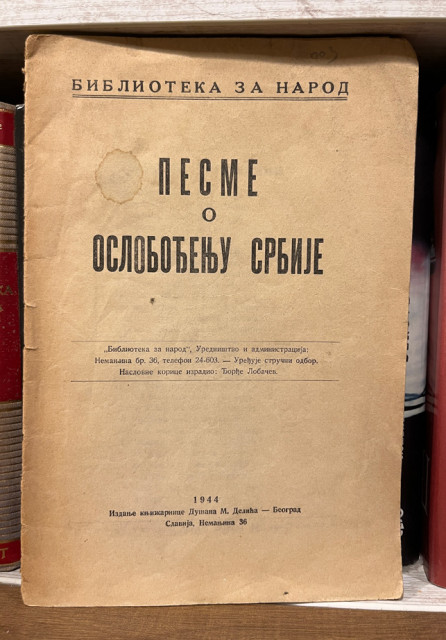 БИБЛИОТЕКА ЗА НАРОД
ПЕСМЕ
О
ОСЛОБОЂЕЊУ СРБИЈЕ
„Библиотека за народ", Уредништво и администрација:
Немањина бр. 36, телефон 24-603. — Уређује стручни одбор.
Насловне корице израдио: Ђорђе Лобачев.
1944
Издање књижарнице Душана М. Делића — Београд
Славија, Немањина 36